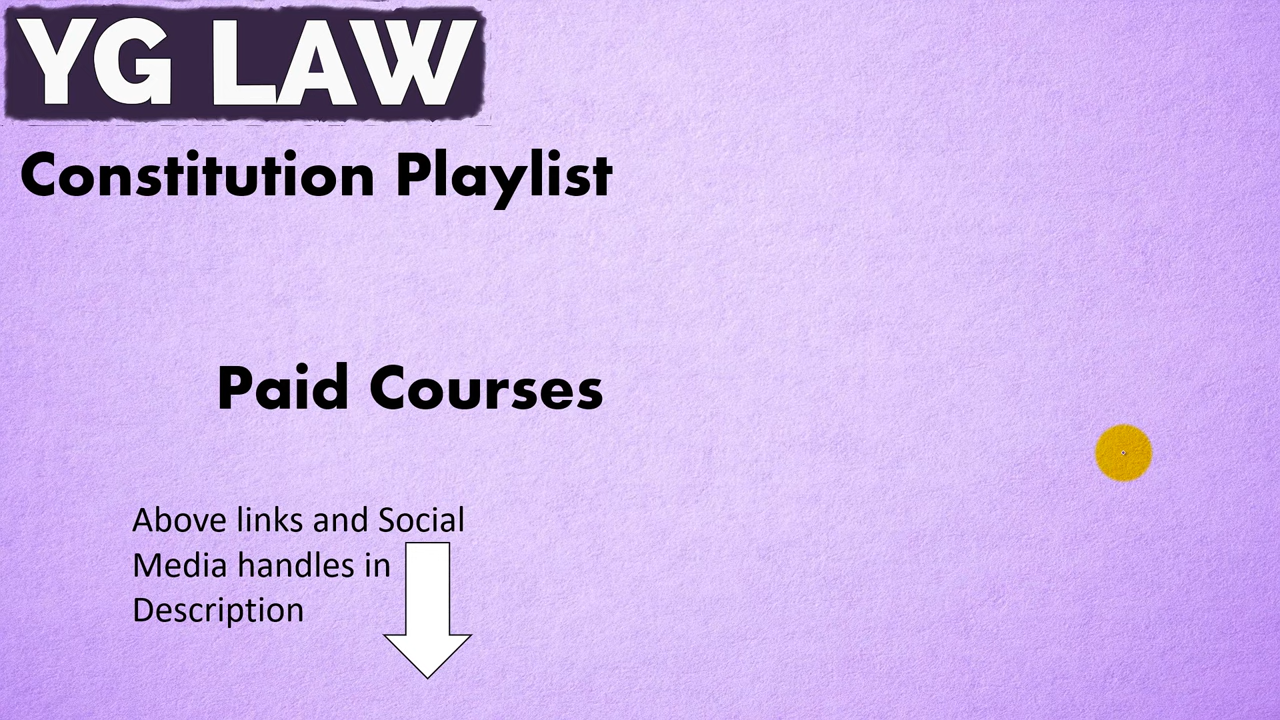 YG LAW
Constitution Playlist
Paid Courses
Above links and Social
Media handles in
Description